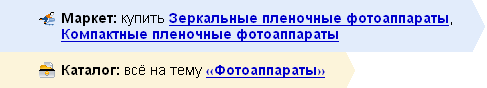 Маркет: купить Зеркальные пленочные фотоаппараты,
Компактные пленочные фотоаппараты
Каталог: всё на тему «Фотоаппараты»